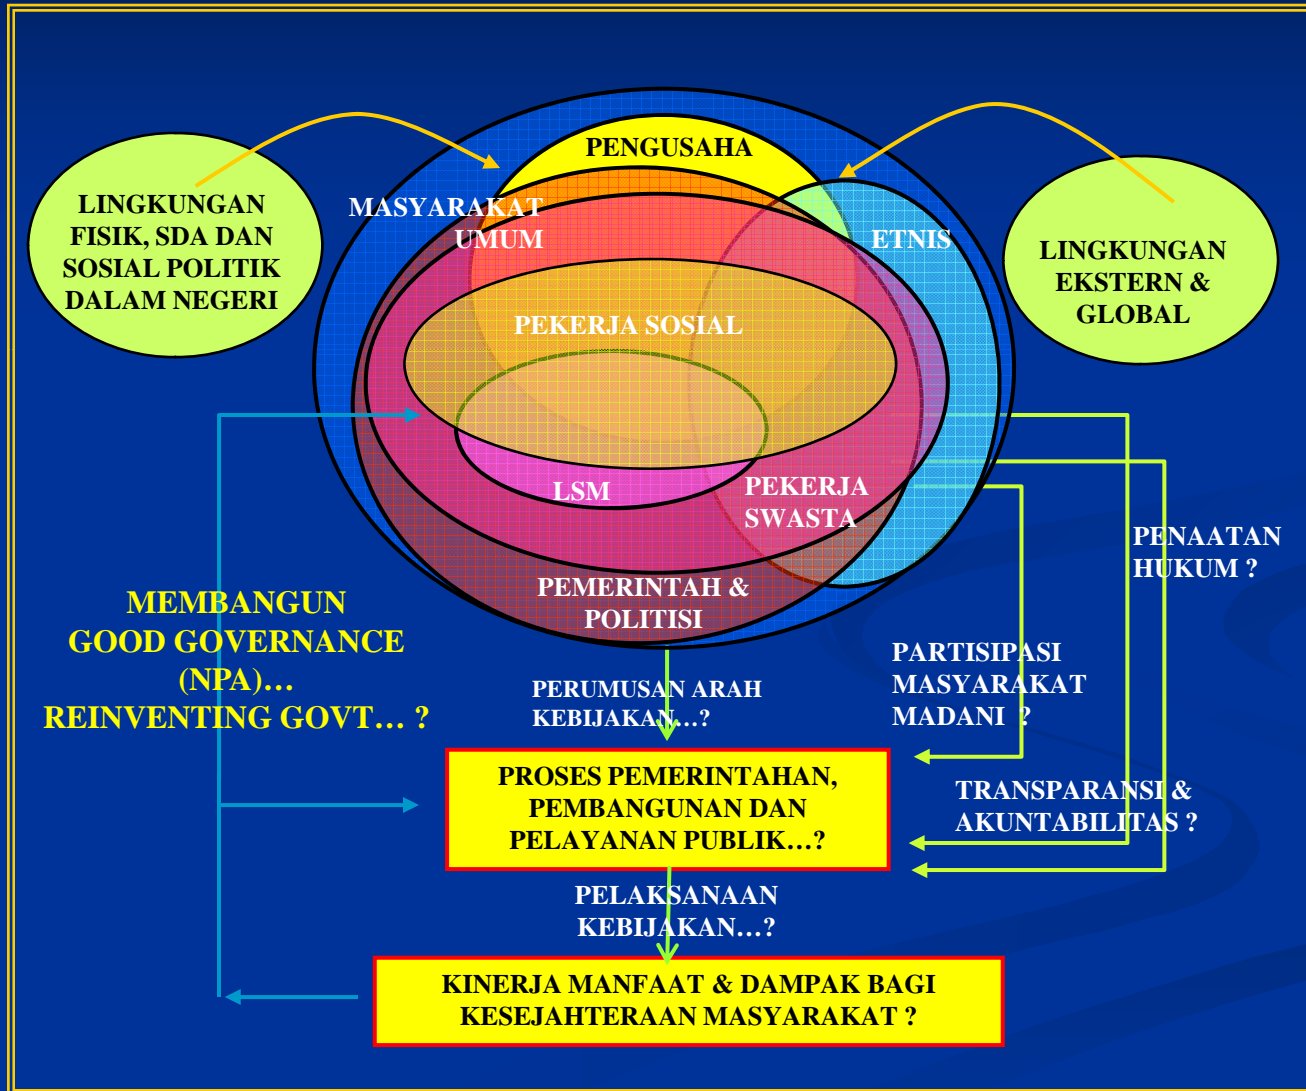 PENGUSAHA
MASYARAKAT
UMUM
ETNIS
LINGKUNGAN
FISIK, SDA DAN
SOSIAL POLITIK
DALAM NEGERI
LINGKUNGAN
EKSTERN &
GLOBAL
PEKERJA SOSIAL
LSM
PEKERJA
SWASTA
PEMERINTAH &
POLITISI
PENAATAN
HUKUM ?
MEMBANGUN
GOOD GOVERNANCE
(NPA)…
REINVENTING GOVT… ?
PERUMUSAN ARAH
KEBIJAKAN…?
PARTISIPASI
MASYARAKAT
MADANI ?
PROSES PEMERINTAHAN,
PEMBANGUNAN DAN
PELAYANAN PUBLIK…?
TRANSPARANSI &
AKUNTABILITAS ?
PELAKSANAAN
KEBIJAKAN…?
KINERJA MANFAAT & DAMPAK BAGI
KESEJAHTERAAN MASYARAKAT ?